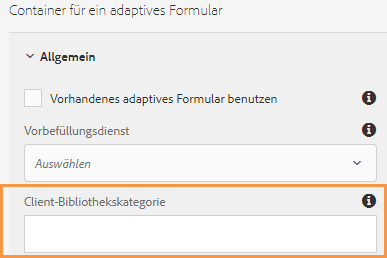 Container für ein adaptives Formular
Allgemein
Vorhandenes adaptives Formular benutzen
Vorbefüllungsdienst
Auswählen
Client-Bibliothekskategorie